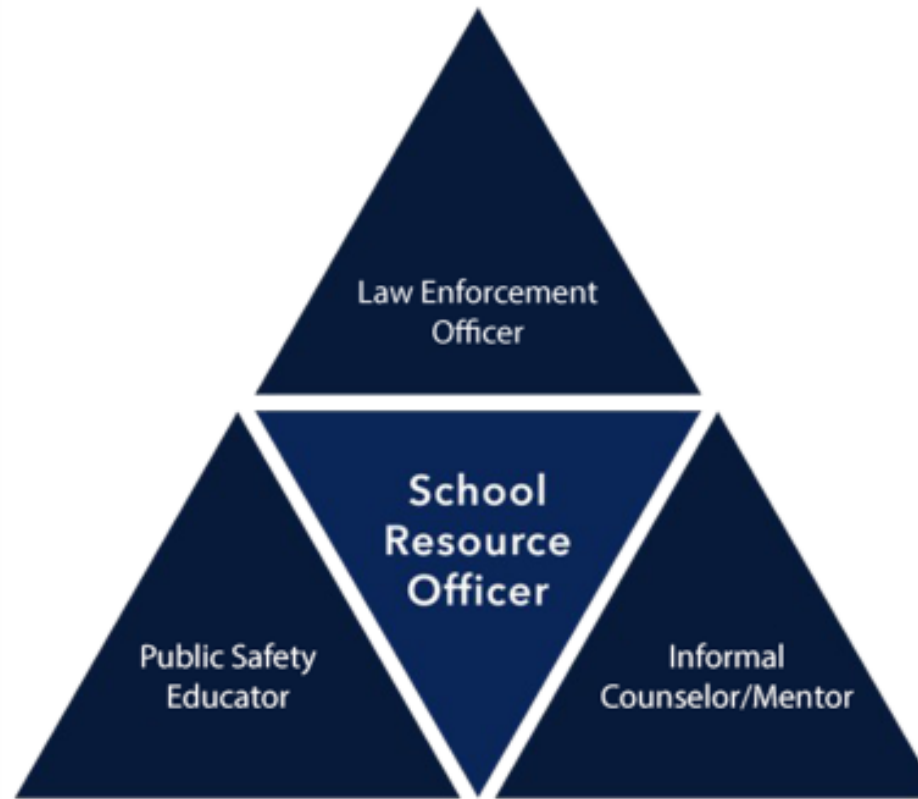 Law Enforcement
Officer
School
Resource
Officer
Public Safety
Educator
Informal
Counselor/Mentor